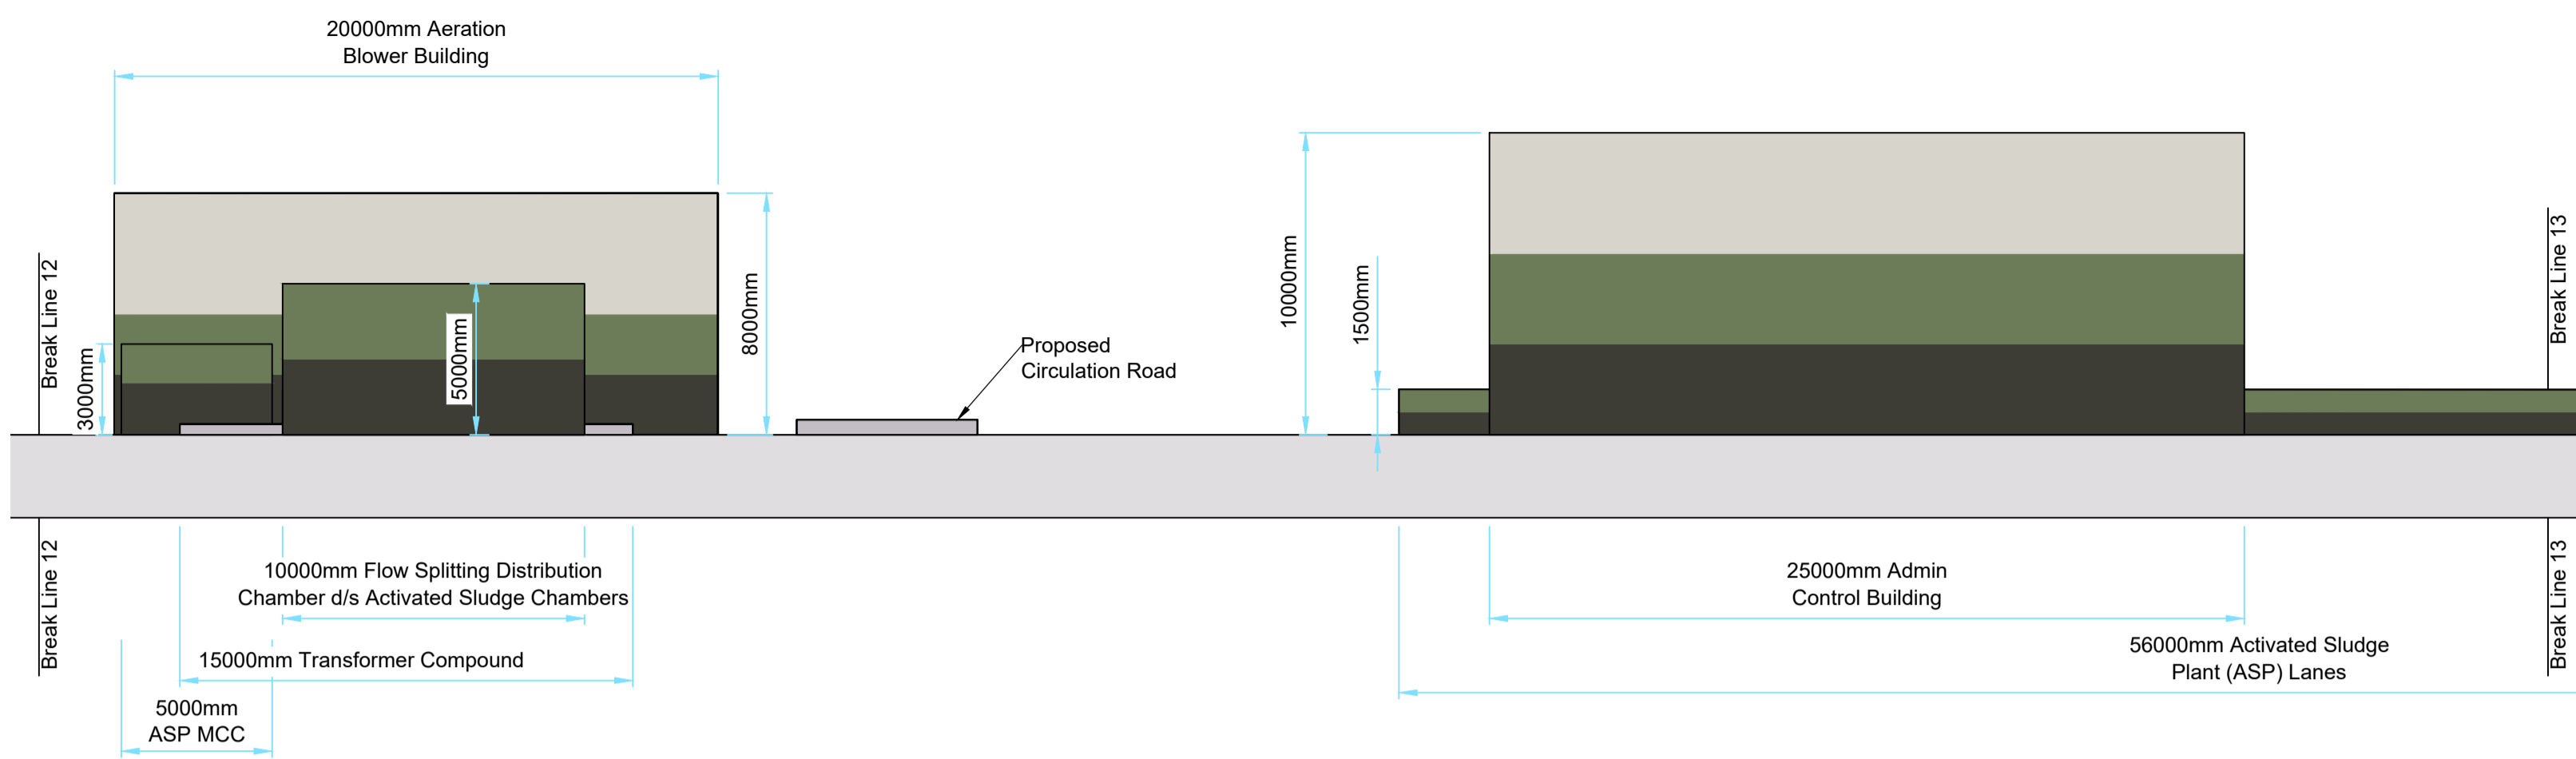 20000mm Aeration
Blower Building
Break Line 12
3000mm
5000mm
8000mm
Proposed
Circulation Road
10000mm
1500mm
Break Line 13
Break Line 12
10000mm Flow Splitting Distribution
Chamber d/s Activated Sludge Chambers
15000mm Transformer Compound
5000mm
ASP MCC
25000mm Admin
Control Building
56000mm Activated Sludge
Plant (ASP) Lanes
Break Line 13